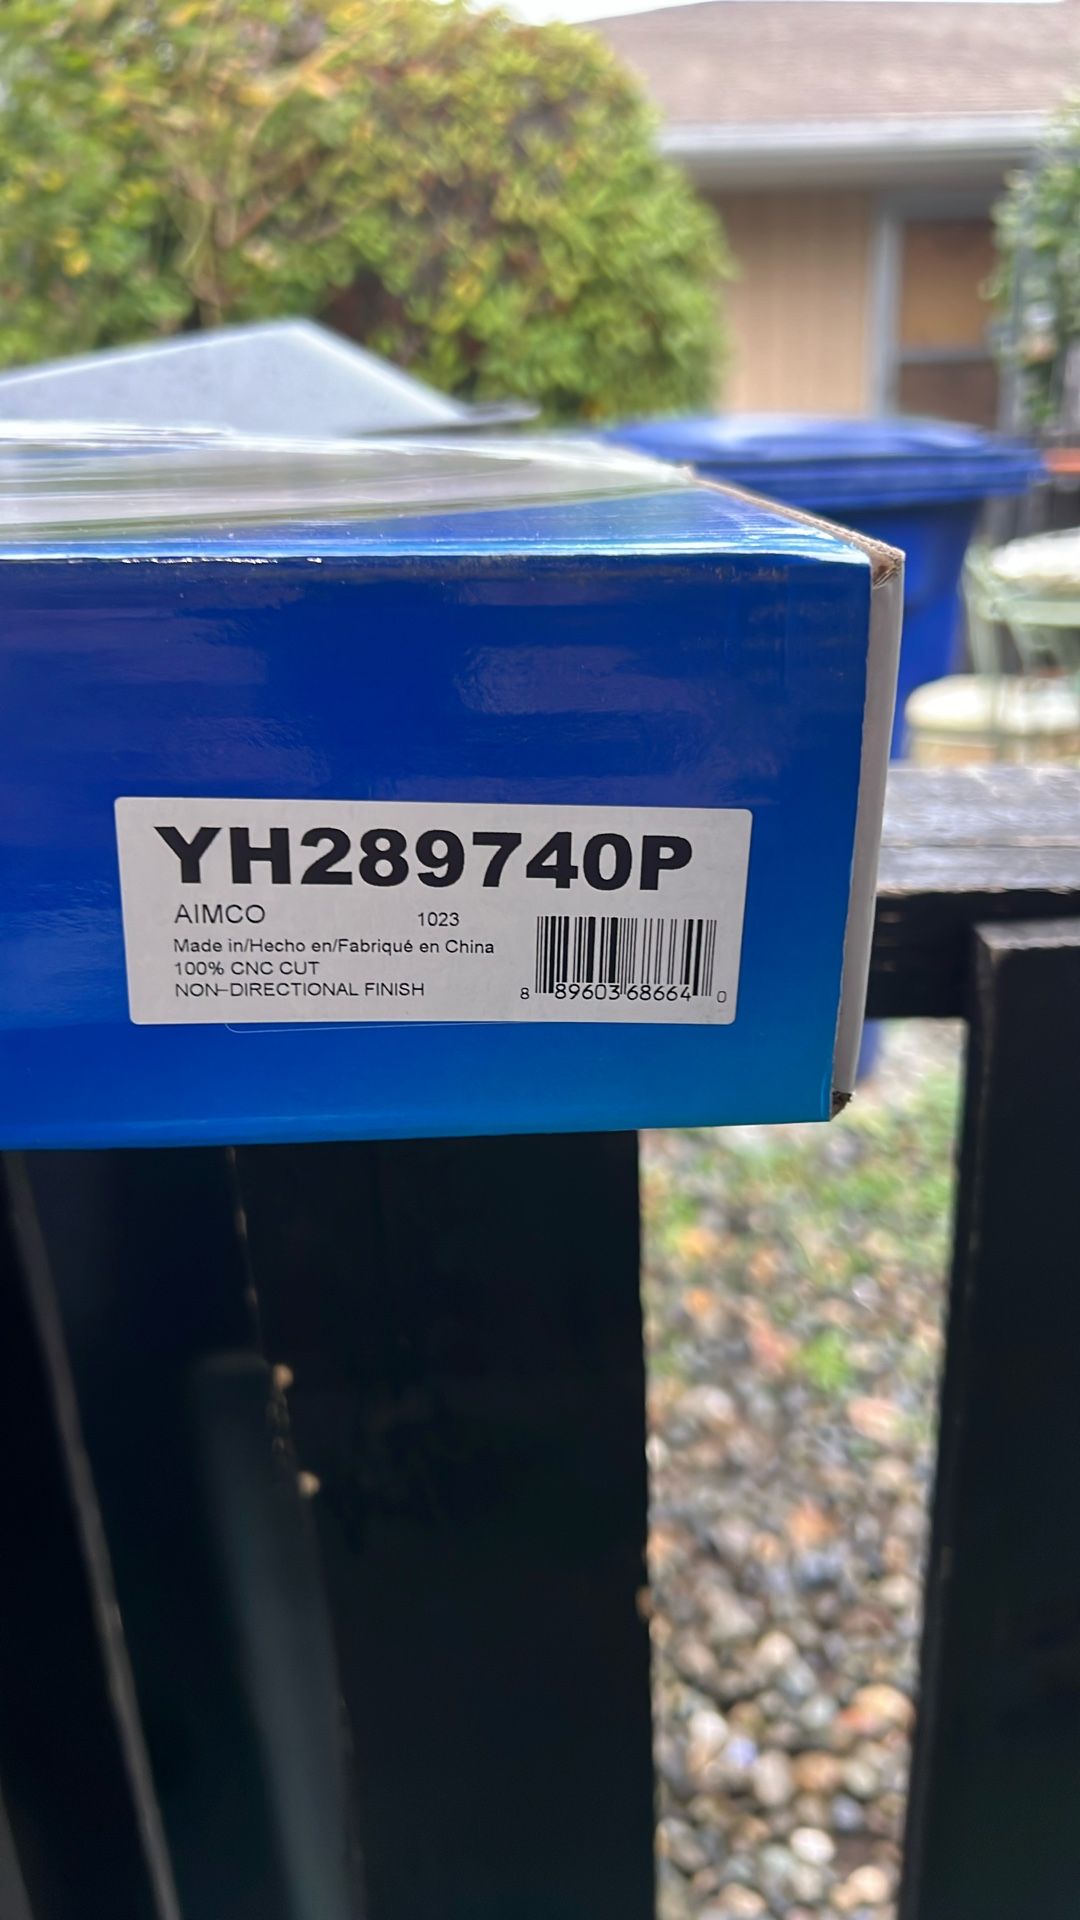 YH289740P
AIMCO 1023
Made in/Hecho en/Fabriqué en China
100% CNC CUT
NON-DIRECTIONAL FINISH
8 89603 68664 0